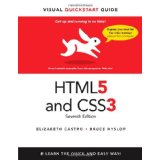 VISUAL QUICKSTART GUIDE
Get up and running in no time!
HTML5
and CSS3
Seventh Edition
ELIZABETH CASTRO • BRUCE HYSLOP
LEARN THE QUICK AND EASY WAY!